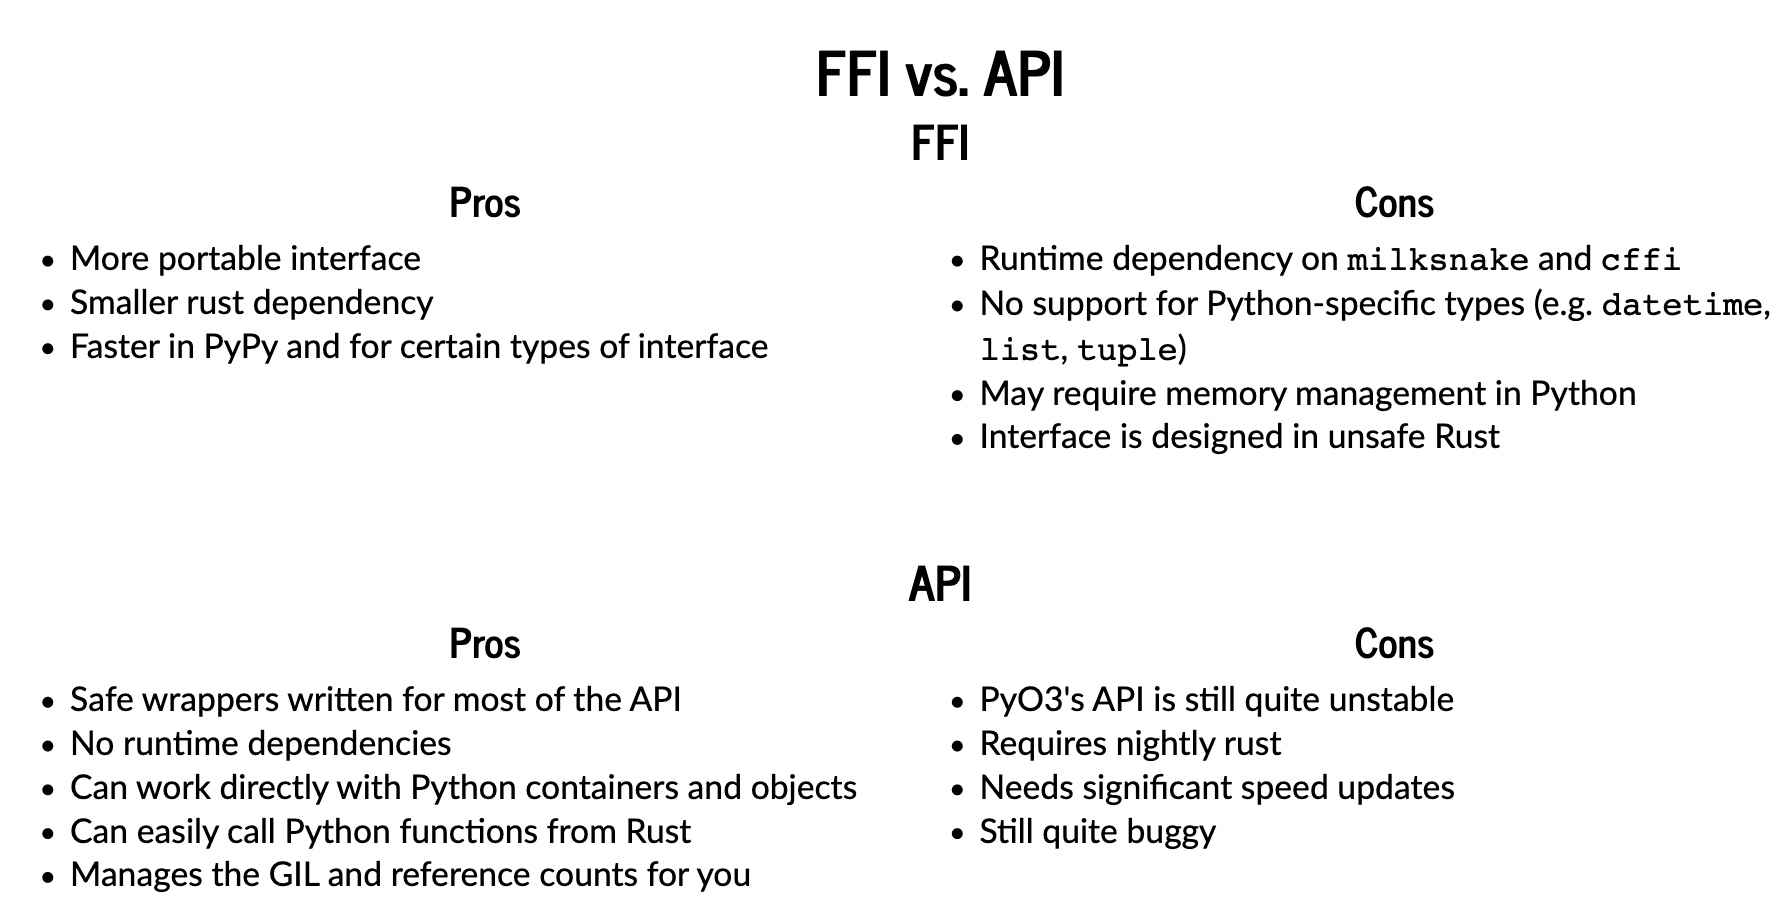 FFI vs. API
FFI
Pros
• More portable interface
• Smaller rust dependency
• Faster in PyPy and for certain types of interface
Cons
• Runtime dependency on milksnake and cffi
• No support for Python-specific types (e.g. datetime,
list, tuple)
• May require memory management in Python
• Interface is designed in unsafe Rust
API
Pros
• Safe wrappers written for most of the API
• No runtime dependencies
• Can work directly with Python containers and objects
• Can easily call Python functions from Rust
• Manages the GIL and reference counts for you
Cons
• PyO3's API is still quite unstable
• Requires nightly rust
• Needs significant speed updates
• Still quite buggy